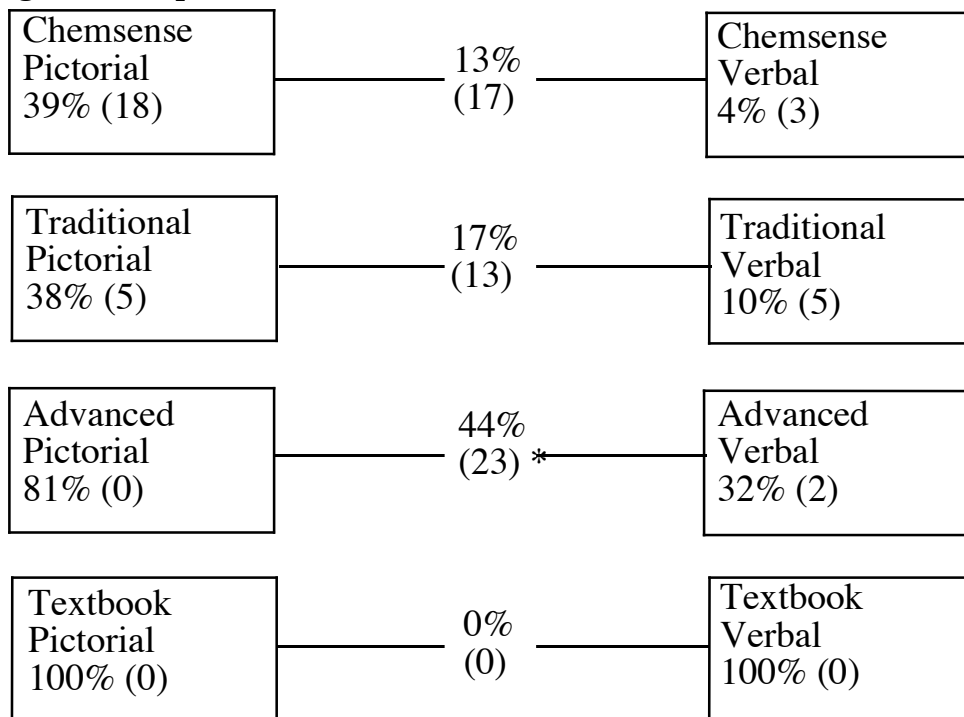 Chemsense
Pictorial
39% (18)
13%
(17)
Chemsense
Verbal
4% (3)
Traditional
Pictorial
38% (5)
17%
(13)
Traditional
Verbal
10% (5)
Advanced
Pictorial
81% (0)
44%
(23) *
Advanced
Verbal
32% (2)
Textbook
Pictorial
100% (0)
0%
(0)
Textbook
Verbal
100% (0)